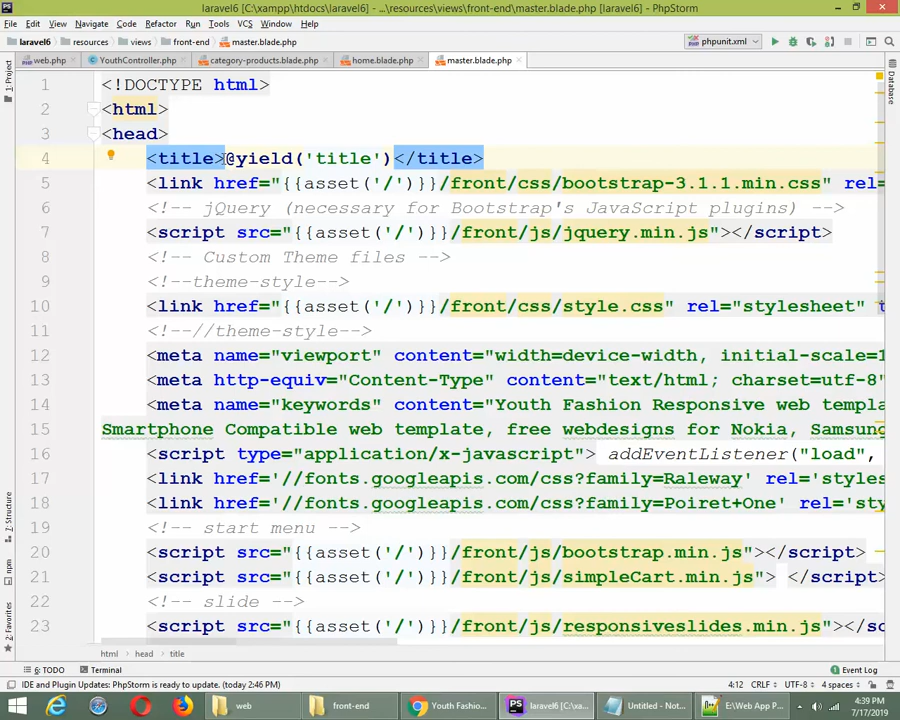 laravel6 [C:\xampp\htdocs\laravel6] - ...\resources\views\front-end\master.blade.php [laravel6] - PhpStorm
File Edit View Navigate Code Refactor Run Tools VCS Window Help
laravel6 resources views front-end master.blade.php phpunit.xml
web.php YouthController.php category-products.blade.php home.blade.php master.blade.php
1 <!DOCTYPE html>
2 <html>
3 <head>
4 <title>@yield('title')</title>
5 <link href="{{asset('/')}}/front/css/bootstrap-3.1.1.min.css" rel=
6 <!-- jQuery (necessary for Bootstrap's JavaScript plugins) -->
7 <script src="{{asset('/')}}/front/js/jquery.min.js"></script>
8 <!-- Custom Theme files -->
9 <!--theme-style-->
10 <link href="{{asset('/')}}/front/css/style.css" rel="stylesheet" t
11 <!--//theme-style-->
12 <meta name="viewport" content="width=device-width, initial-scale=1
13 <meta http-equiv="Content-Type" content="text/html; charset=utf-8"
14 <meta name="keywords" content="Youth Fashion Responsive web templa
15 Smartphone Compatible web template, free webdesigns for Nokia, Samsung
16 <script type="application/x-javascript"> addEventListener("load",
17 <link href='//fonts.googleapis.com/css?family=Raleway' rel='styles
18 <link href='//fonts.googleapis.com/css?family=Poiret+One' rel='sty
19 <!-- start menu -->
20 <script src="{{asset('/')}}/front/js/bootstrap.min.js"></script>
21 <script src="{{asset('/')}}/front/js/simpleCart.min.js"> </script>
22 <!-- slide -->
23 <script src="{{asset('/')}}/front/js/responsiveslides.min.js"></sc
html head title
1: Project
7: Structure
npm
2: Favorites
Database
6: TODO Terminal Event Log
IDE and Plugin Updates: PhpStorm is ready to update. (today 2:46 PM) 4:12 CRLF UTF-8 4 spaces
web front-end Youth Fashio... laravel6 [C:\xa... Untitled - Not... E:\Web App P...
4:39 PM
7/17/2019